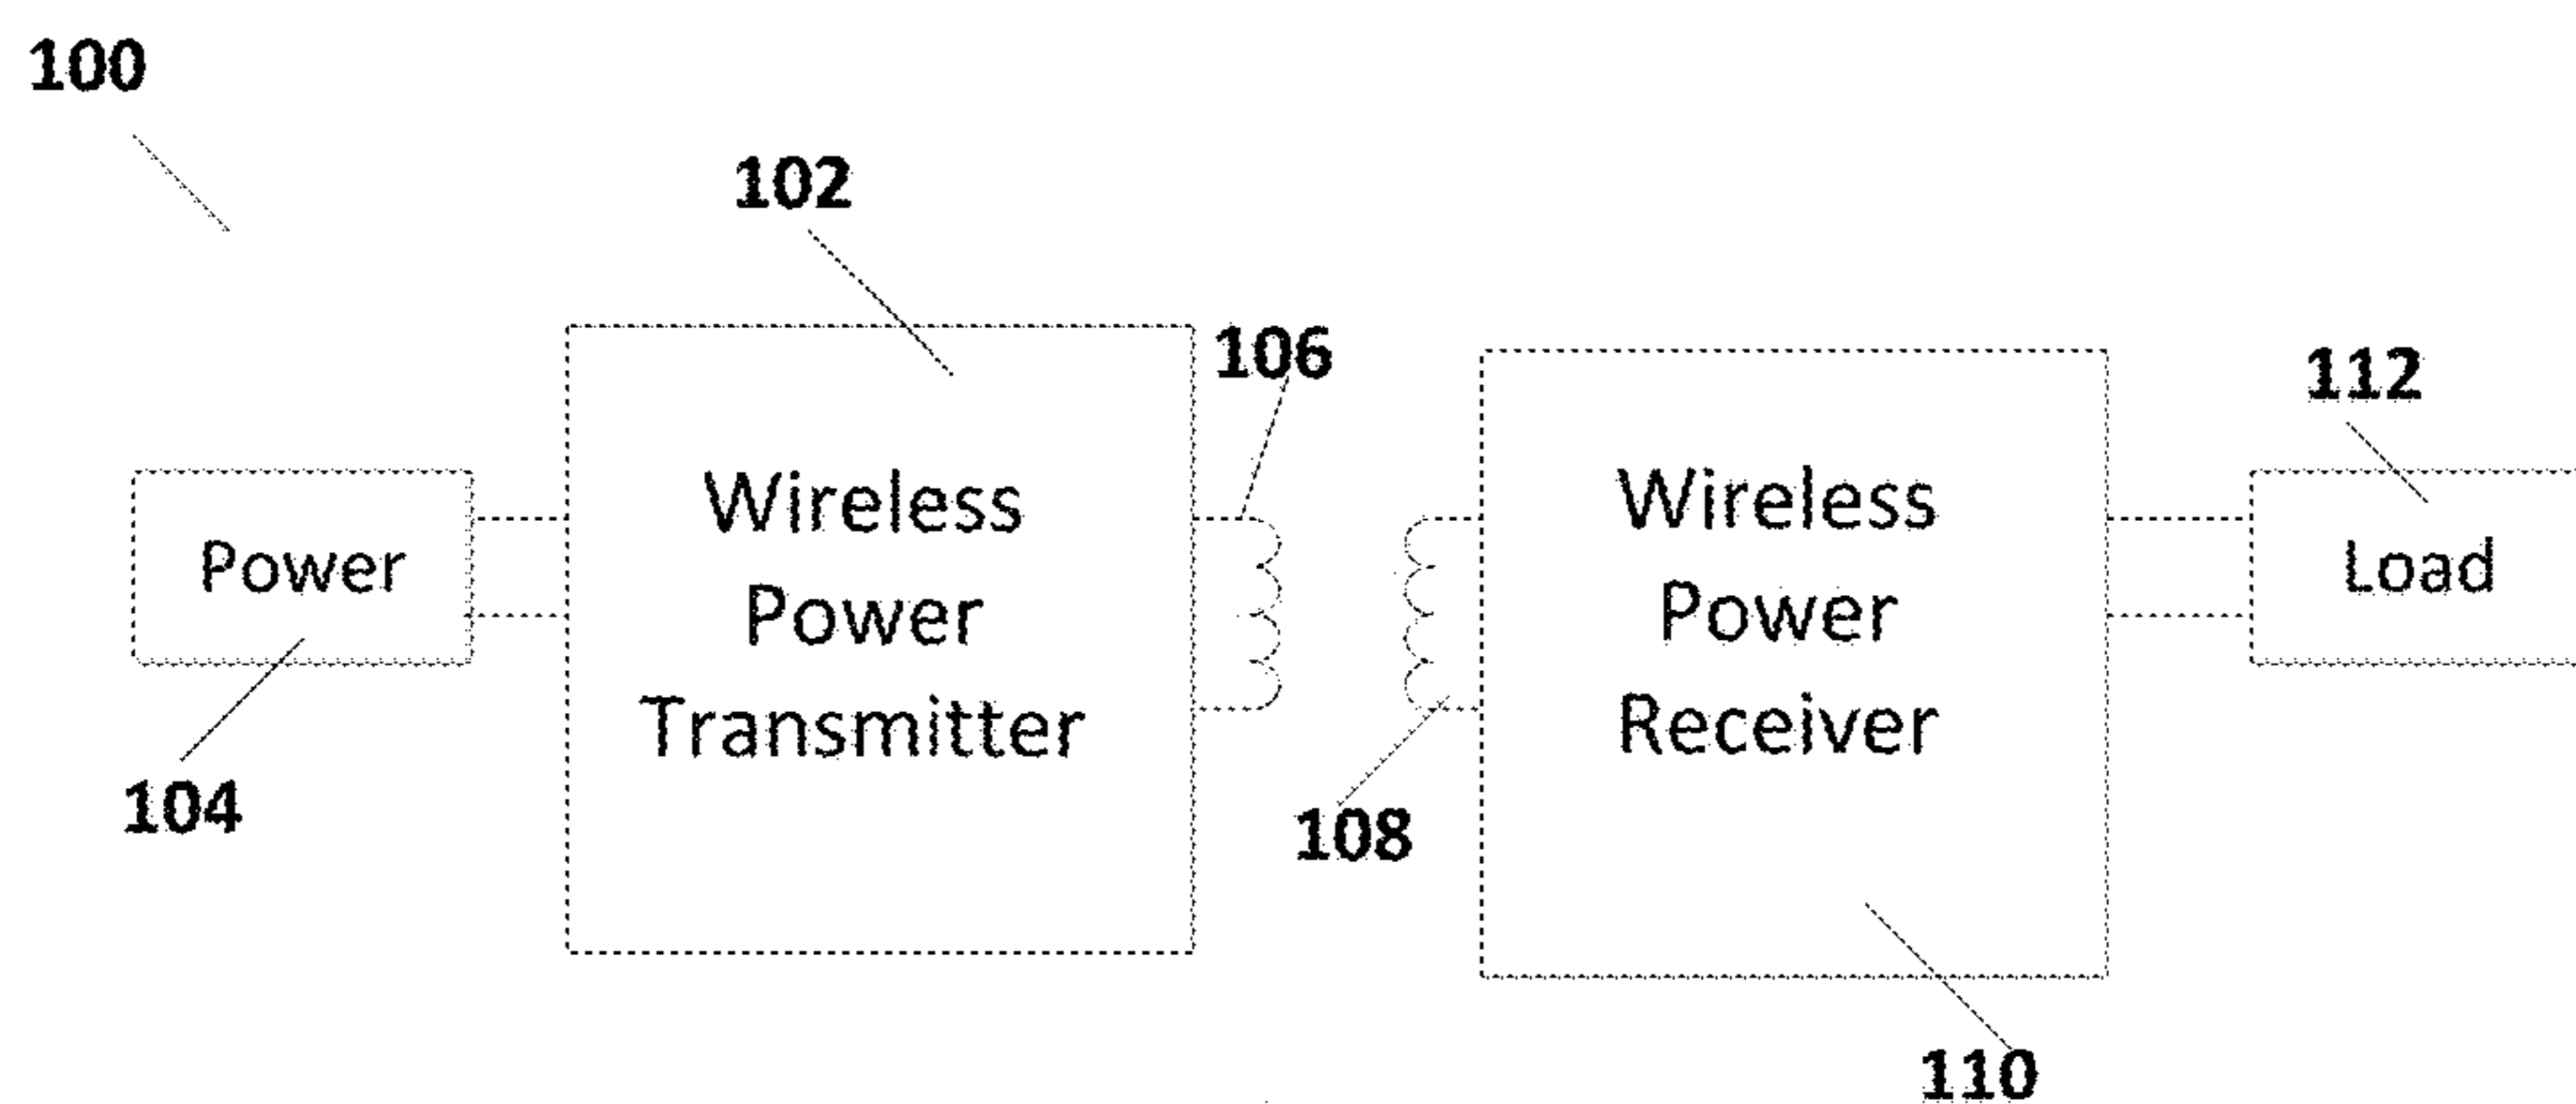 100
102
106
112
Power
Wireless
Power
Transmitter
Wireless
Power
Receiver
Load
104
108
110